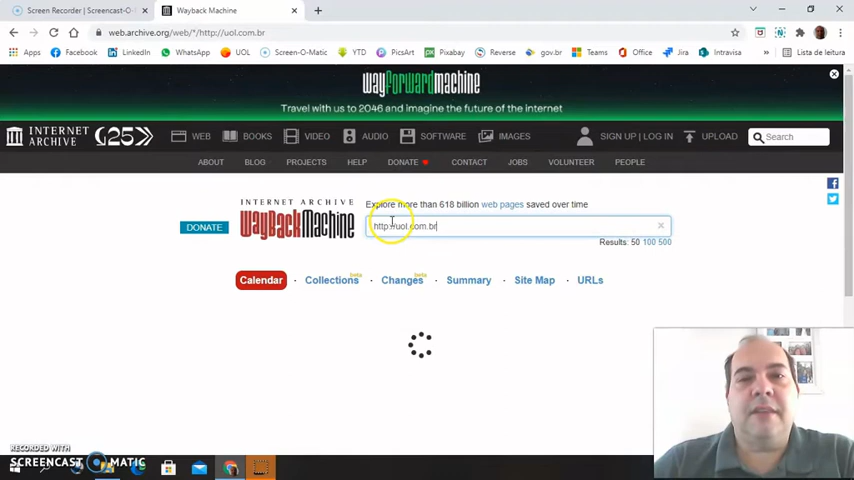 Screen Recorder | Screencast-O-
Wayback Machine
web.archive.org/web/*/http://uol.com.br
Apps Facebook LinkedIn WhatsApp UOL Screen-O-Matic YTD PicsArt Pixabay Reverse gov.br Teams Office Jira Intravisa Lista de leitura
wayforwardmachine
Travel with us to 2046 and imagine the future of the internet
INTERNET ARCHIVE 25 WEB BOOKS VIDEO AUDIO SOFTWARE IMAGES SIGN UP | LOG IN UPLOAD Search
ABOUT BLOG PROJECTS HELP DONATE CONTACT JOBS VOLUNTEER PEOPLE
INTERNET ARCHIVE
WayBackMachine
DONATE
Explore more than 618 billion web pages saved over time
http://uol.com.br
Results: 50 100 500
Calendar · Collections beta · Changes beta · Summary · Site Map · URLs
RECORDED WITH
SCREENCAST MATIC